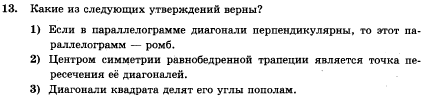 13. Какие из следующих утверждений верны?
1) Если в параллелограмме диагонали перпендикулярны, то этот па-
раллелограмм — ромб.
2) Центром симметрии равнобедренной трапеции является точка пе-
ресечения её диагоналей.
3) Диагонали квадрата делят его углы пополам.